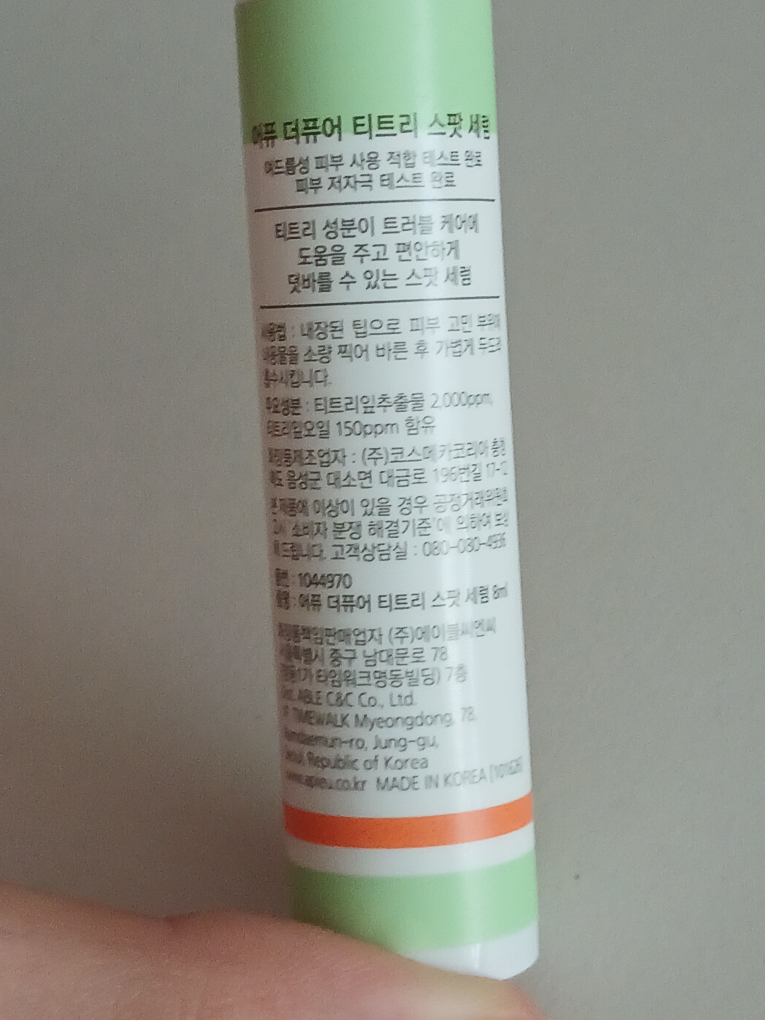 어퓨 더퓨어 티트리 스팟 세럼
여드름성 피부 사용 적합 테스트 완료
피부 저자극 테스트 완료
티트리 성분이 트러블 케어에
도움을 주고 편안하게
덧바를 수 있는 스팟 세럼
사용법 : 내장된 팁으로 피부 고민 부위에
내용물을 소량 찍어 바른 후 가볍게 두드려
흡수시킵니다.
주요성분 : 티트리잎추출물 2,000ppm,
티트리잎오일 150ppm 함유
화장품제조업자 : (주)코스메카코리아 충청
북도 음성군 대소면 대금로 196번길 17-12
본 제품에 이상이 있을 경우 공정거래위원회
고시 '소비자 분쟁 해결기준'에 의하여 보상
해 드립니다. 고객상담실 : 080-080-4936
품번 : 1044970
품명 : 어퓨 더퓨어 티트리 스팟 세럼 8ml
화장품책임판매업자 (주)에이블씨엔씨
서울특별시 중구 남대문로 78
타임워크명동빌딩) 7층
ABLE C&C Co., Ltd.
TIMEWALK Myeongdong, 78,
Namdaemun-ro, Jung-gu,
Seoul, Republic of Korea
www.apieu.co.kr MADE IN KOREA